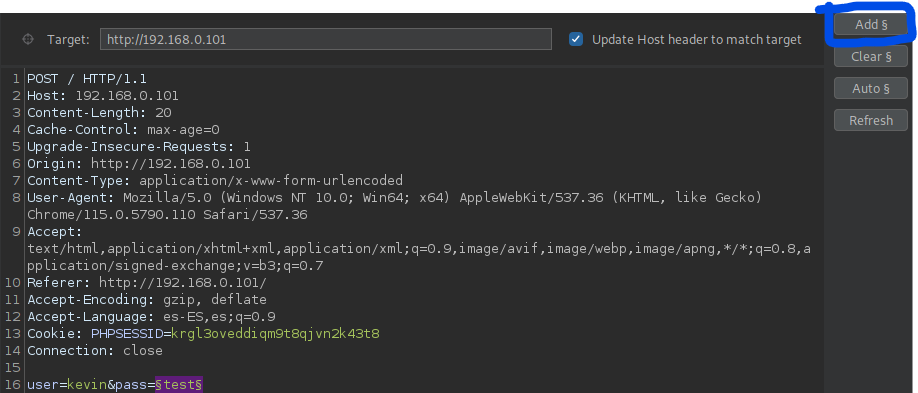 Target: http://192.168.0.101 Update Host header to match target
Add §
Clear §
Auto §
Refresh
1 POST / HTTP/1.1
2 Host: 192.168.0.101
3 Content-Length: 20
4 Cache-Control: max-age=0
5 Upgrade-Insecure-Requests: 1
6 Origin: http://192.168.0.101
7 Content-Type: application/x-www-form-urlencoded
8 User-Agent: Mozilla/5.0 (Windows NT 10.0; Win64; x64) AppleWebKit/537.36 (KHTML, like Gecko)
Chrome/115.0.5790.110 Safari/537.36
9 Accept:
text/html,application/xhtml+xml,application/xml;q=0.9,image/avif,image/webp,image/apng,*/*;q=0.8,a
pplication/signed-exchange;v=b3;q=0.7
10 Referer: http://192.168.0.101/
11 Accept-Encoding: gzip, deflate
12 Accept-Language: es-ES,es;q=0.9
13 Cookie: PHPSESSID=krgl3oveddiqm9t8qjvn2k43t8
14 Connection: close
15
16 user=kevin&pass=§test§